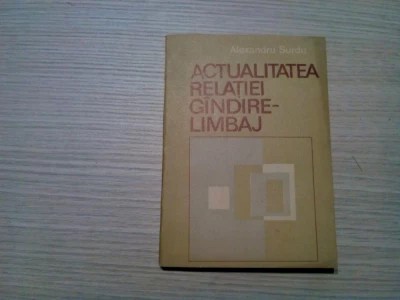 Alexandru Surdu
ACTUALITATEA
RELAȚIEI
GÎNDIRE-
LIMBAJ